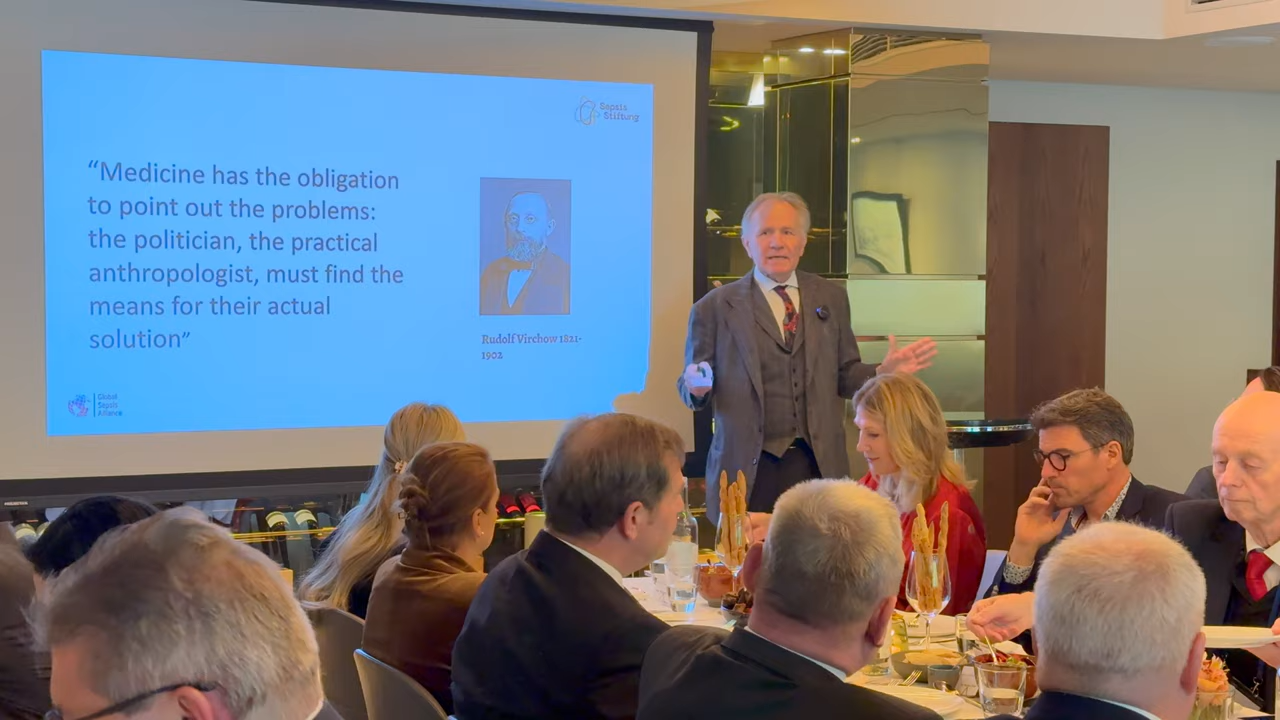 Sepsis
Stiftung
“Medicine has the obligation
to point out the problems:
the politician, the practical
anthropologist, must find the
means for their actual
solution”
Rudolf Virchow 1821-
1902
Global
Sepsis
Alliance